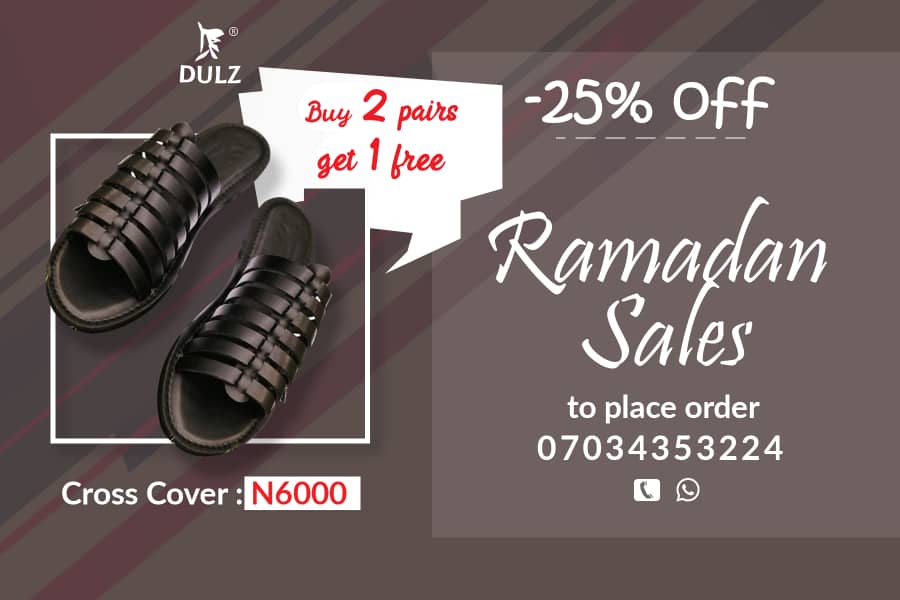 ®
DULZ
Buy 2 pairs
get 1 free
-25% Off
Ramadan
Sales
to place order
07034353224
Cross Cover : N6000